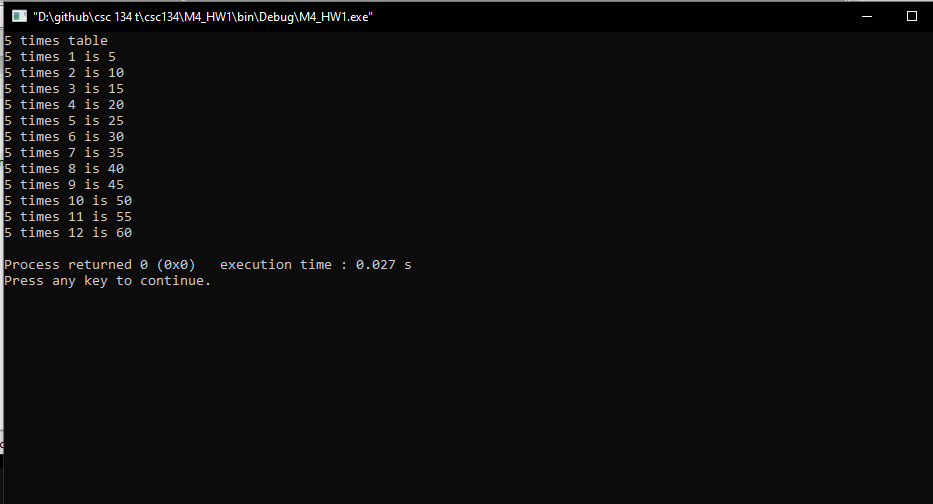 "D:\github\csc 134 t\csc134\M4_HW1\bin\Debug\M4_HW1.exe"
5 times table
5 times 1 is 5
5 times 2 is 10
5 times 3 is 15
5 times 4 is 20
5 times 5 is 25
5 times 6 is 30
5 times 7 is 35
5 times 8 is 40
5 times 9 is 45
5 times 10 is 50
5 times 11 is 55
5 times 12 is 60
Process returned 0 (0x0)   execution time : 0.027 s
Press any key to continue.